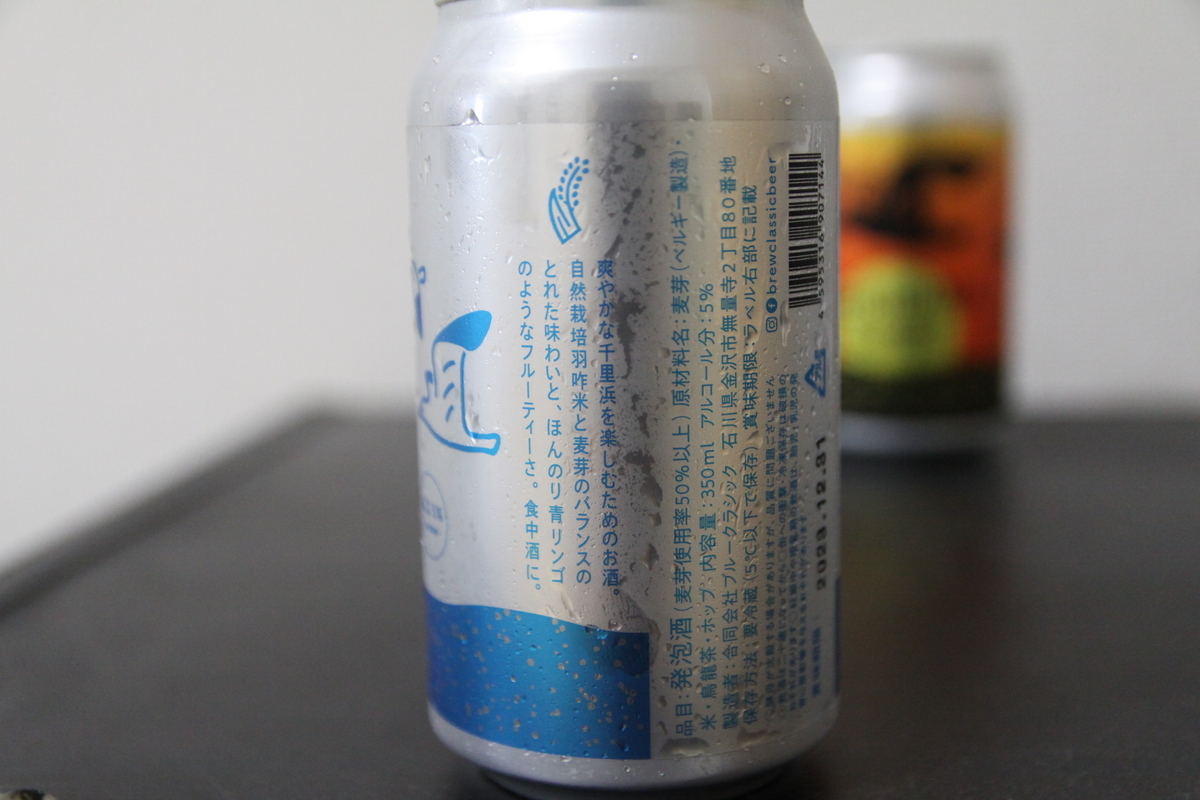 爽やかな千里浜を楽しむためのお酒。
自然栽培羽咋米と麦芽のバランスの
とれた味わいと、ほんのり青リンゴ
のようなフルーティーさ。食中酒に。
品目:発泡酒(麦芽使用率50%以上)原材料名:麦芽(ベルギー製造)・
米・烏龍茶・ホップ:内容量:350ml アルコール分:5%
製造者:合同会社ブルークラシック 石川県金沢市無量寺2丁目80番地
保存方法:要冷蔵(5℃以下で保存)賞味期限:ラベル右部に記載
brewclassicbeer
4 595316 907144
2023.12.31